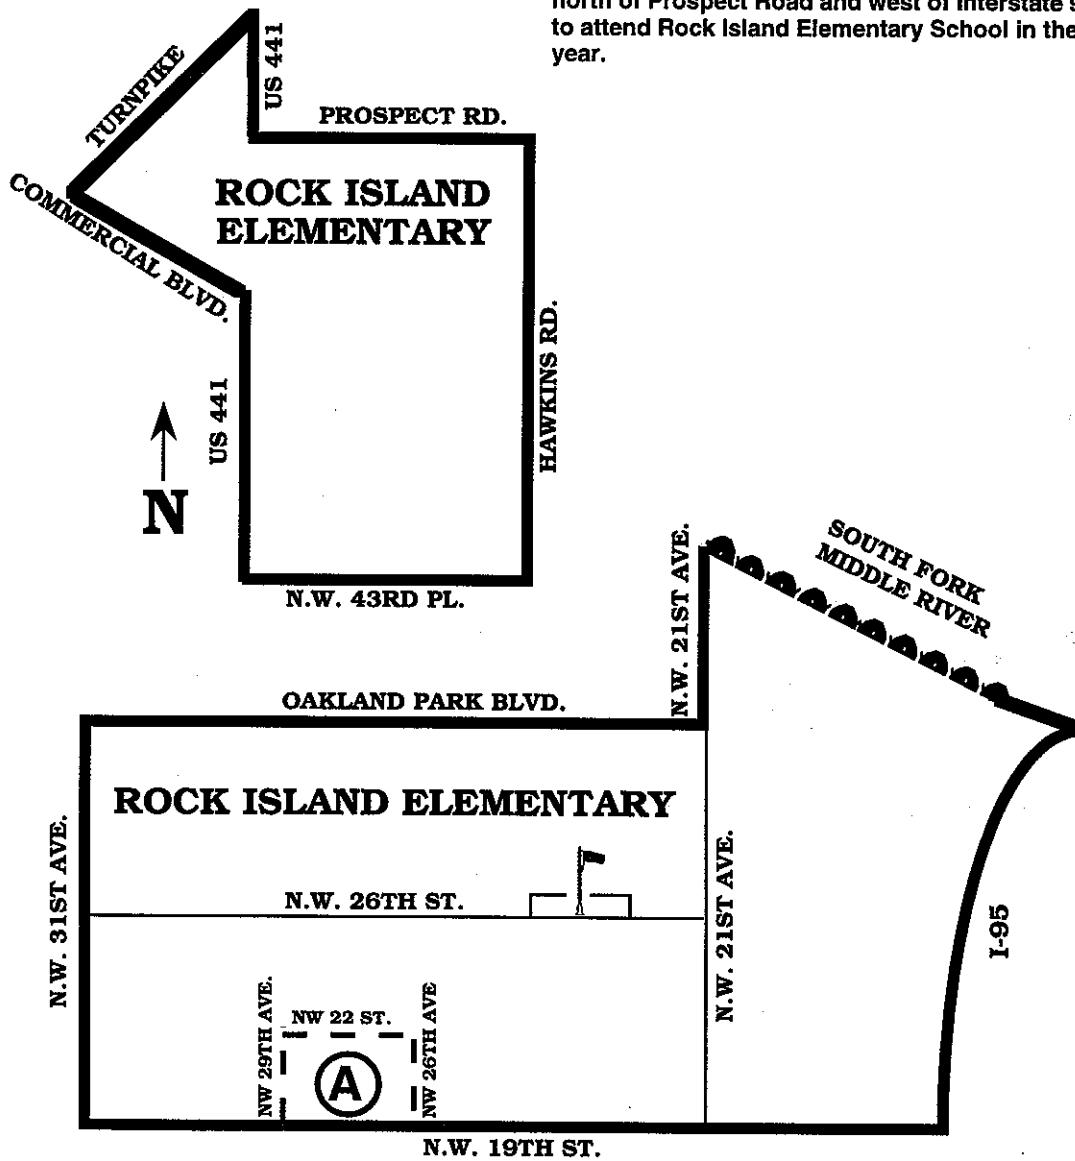 north of Prospect Road and west of Interstate
to attend Rock Island Elementary School in the
year.
US 441
TURNPIKE
PROSPECT RD.
ROCK ISLAND
ELEMENTARY
COMMERCIAL BLVD.
US 441
HAWKINS RD.
N
N.W. 43RD PL.
SOUTH FORK
MIDDLE RIVER
N.W. 21ST AVE.
OAKLAND PARK BLVD.
ROCK ISLAND ELEMENTARY
N.W. 31ST AVE.
N.W. 26TH ST.
N.W. 21ST AVE.
I-95
NW 29TH AVE.
NW 22 ST.
NW 26TH AVE
A
N.W. 19TH ST.